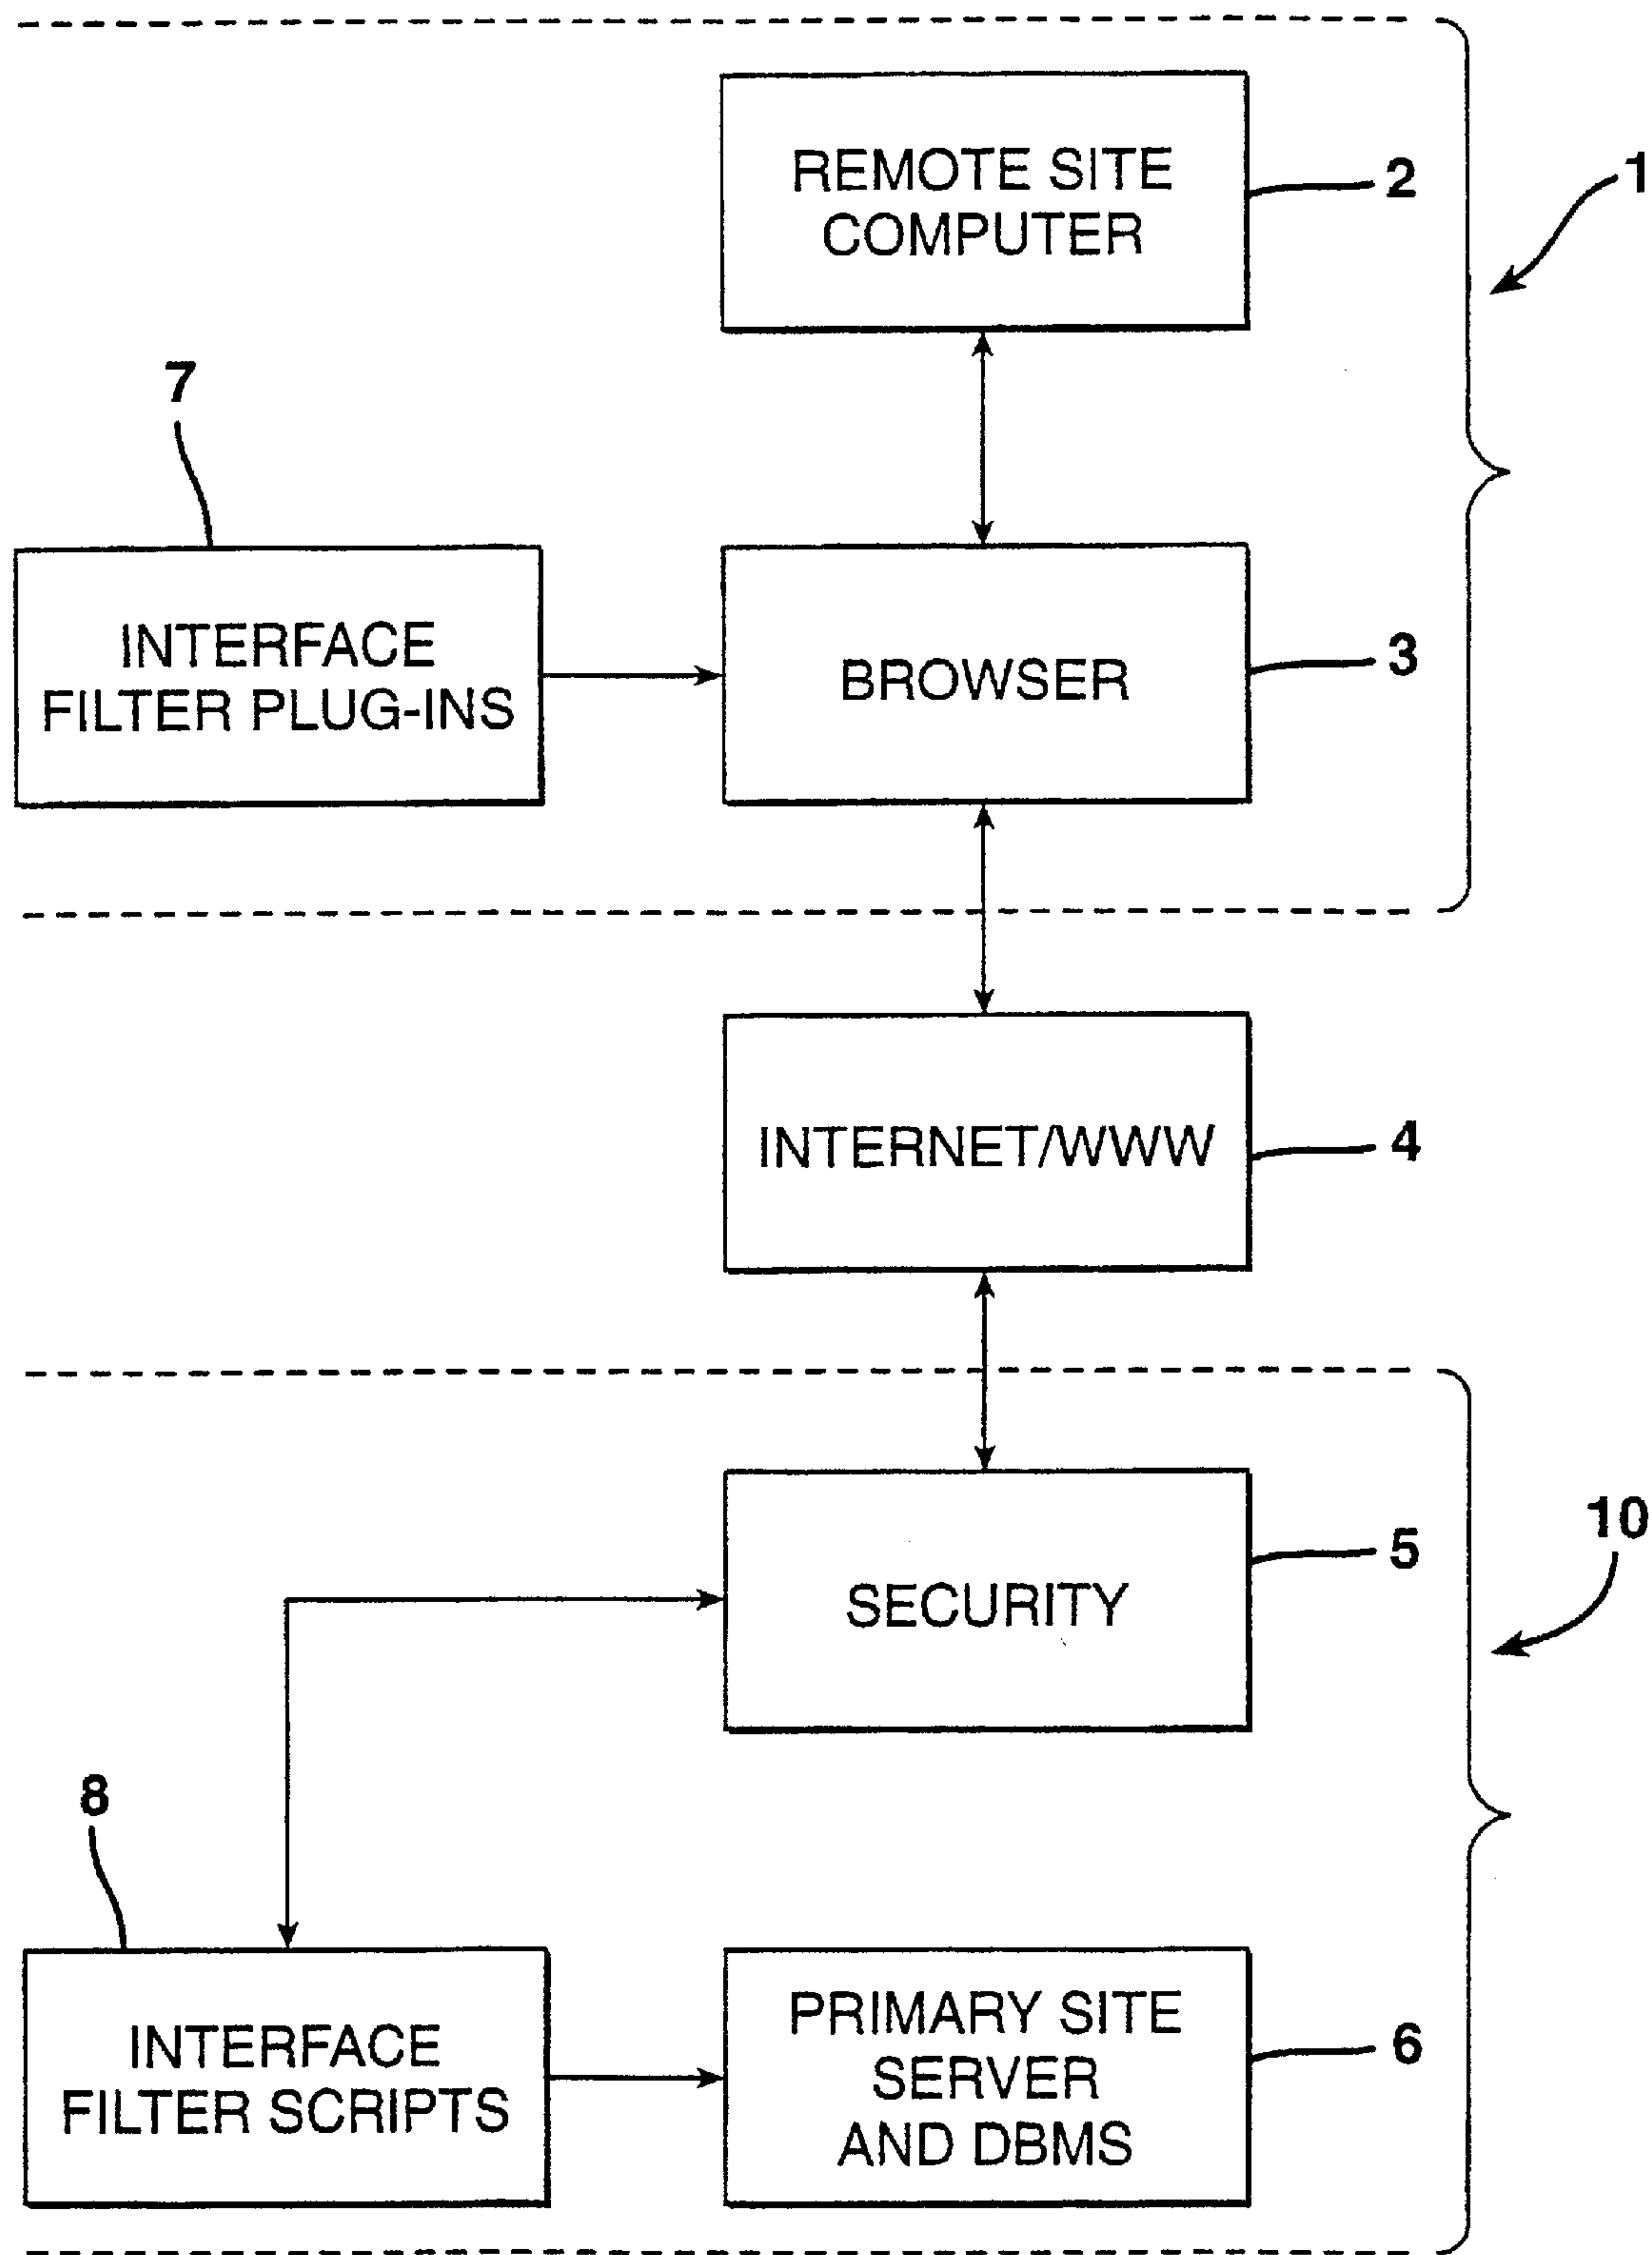 REMOTE SITE
COMPUTER
2
1
7
INTERFACE
FILTER PLUG-INS
BROWSER
3
INTERNET/WWW
4
SECURITY
5
10
8
INTERFACE
FILTER SCRIPTS
PRIMARY SITE
SERVER
AND DBMS
6